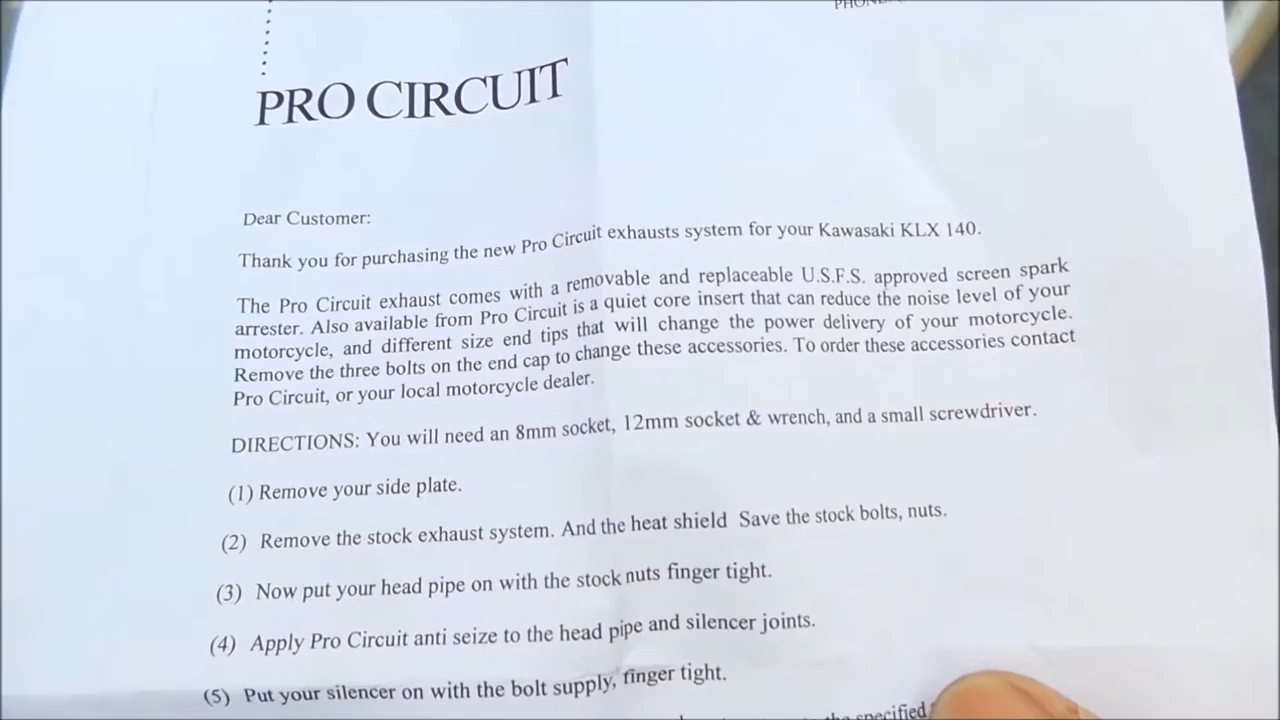 PRO CIRCUIT
Dear Customer:
Thank you for purchasing the new Pro Circuit exhausts system for your Kawasaki KLX 140.
The Pro Circuit exhaust comes with a removable and replaceable U.S.F.S. approved screen spark
arrester. Also available from Pro Circuit is a quiet core insert that can reduce the noise level of your
motorcycle, and different size end tips that will change the power delivery of your motorcycle.
Remove the three bolts on the end cap to change these accessories. To order these accessories contact
Pro Circuit, or your local motorcycle dealer.
DIRECTIONS: You will need an 8mm socket, 12mm socket & wrench, and a small screwdriver.
(1) Remove your side plate.
(2) Remove the stock exhaust system. And the heat shield Save the stock bolts, nuts.
(3) Now put your head pipe on with the stock nuts finger tight.
(4) Apply Pro Circuit anti seize to the head pipe and silencer joints.
(5) Put your silencer on with the bolt supply, finger tight.
the specified